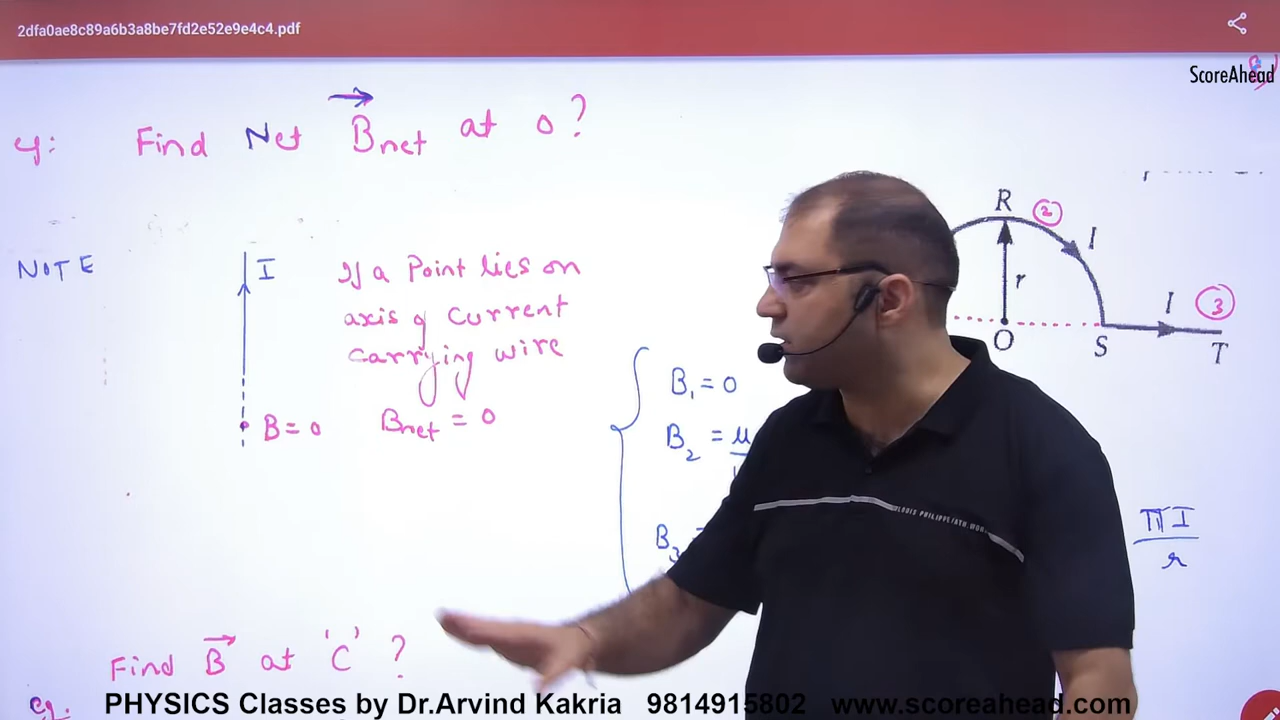 2dfa0ae8c89a6b3a8be7fd2e52e9e4c4.pdf
ScoreAhead
4: Find Net B⃗net at O?
NOTE
I
If a Point lies on
axis of current
carrying wire
Bnet = 0
B = 0
R
②
I
r
I
③
O
S
T
B₁ = 0
B₂ = μ
B₃
πI
r
Find B⃗ at 'C' ?
eg.
PHYSICS Classes by Dr.Arvind Kakria 9814915802 www.scoreahead.com